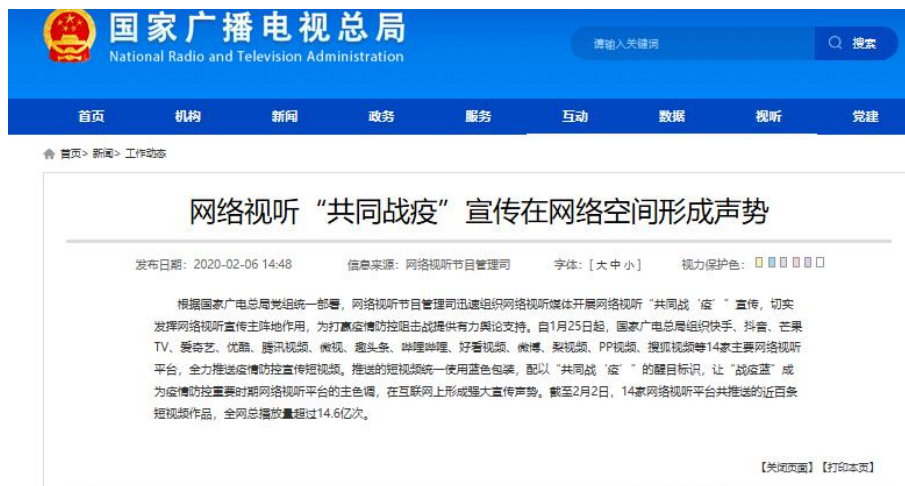 国家广播电视总局
National Radio and Television Administration
请输入关键词
搜索
首页 机构 新闻 政务 服务 互动 数据 视听 党建
首页> 新闻> 工作动态
网络视听“共同战疫”宣传在网络空间形成声势
发布日期：2020-02-06 14:48 信息来源：网络视听节目管理司 字体：[ 大 中 小 ] 视力保护色：
根据国家广电总局党组统一部署，网络视听节目管理司迅速组织网络视听媒体开展网络视听“共同战‘疫’”宣传，切实
发挥网络视听宣传主阵地作用，为打赢疫情防控阻击战提供有力舆论支持。自1月25日起，国家广电总局组织快手、抖音、芒果
TV、爱奇艺、优酷、腾讯视频、微视、趣头条、哔哩哔哩、好看视频、微博、梨视频、PP视频、搜狐视频等14家主要网络视听
平台，全力推送疫情防控宣传短视频。推送的短视频统一使用蓝色包装，配以“共同战‘疫’”的醒目标识，让“战疫蓝”成
为疫情防控重要时期网络视听平台的主色调，在互联网上形成强大宣传声势。截至2月2日，14家网络视听平台共推送的近百条
短视频作品，全网总播放量超过14.6亿次。
【关闭页面】【打印本页】